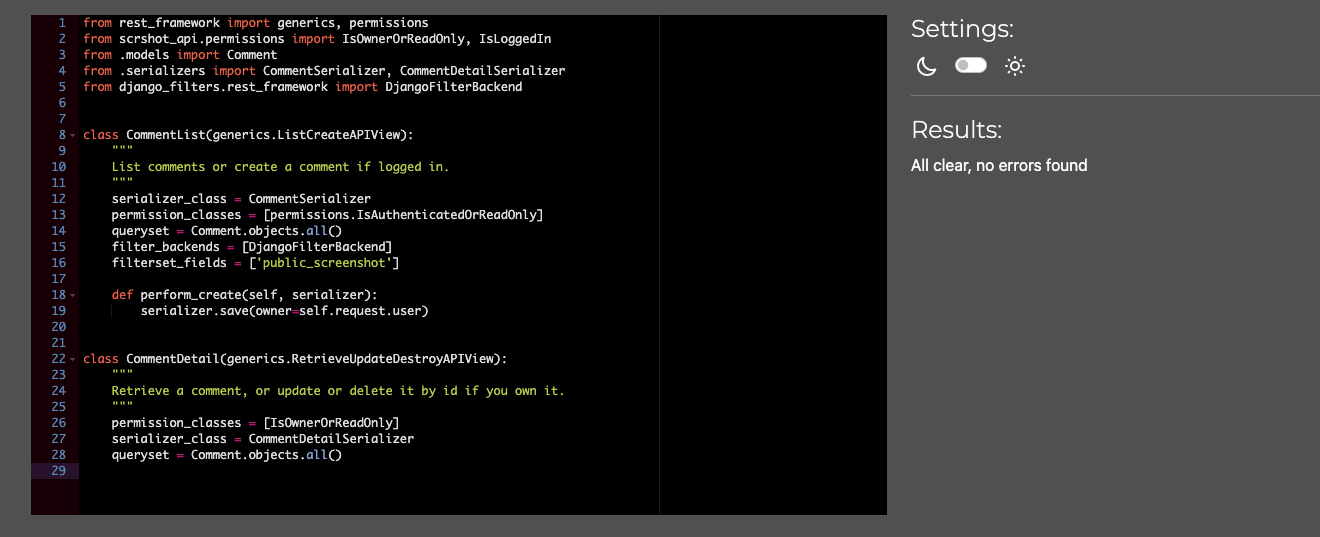 1 from rest_framework import generics, permissions
2 from scrshot_api.permissions import IsOwnerOrReadOnly, IsLoggedIn
3 from .models import Comment
4 from .serializers import CommentSerializer, CommentDetailSerializer
5 from django_filters.rest_framework import DjangoFilterBackend
6
7
8 class CommentList(generics.ListCreateAPIView):
9     """
10     List comments or create a comment if logged in.
11     """
12     serializer_class = CommentSerializer
13     permission_classes = [permissions.IsAuthenticatedOrReadOnly]
14     queryset = Comment.objects.all()
15     filter_backends = [DjangoFilterBackend]
16     filterset_fields = ['public_screenshot']
17
18     def perform_create(self, serializer):
19         serializer.save(owner=self.request.user)
20
21
22 class CommentDetail(generics.RetrieveUpdateDestroyAPIView):
23     """
24     Retrieve a comment, or update or delete it by id if you own it.
25     """
26     permission_classes = [IsOwnerOrReadOnly]
27     serializer_class = CommentDetailSerializer
28     queryset = Comment.objects.all()
29
Settings:
Results:
All clear, no errors found